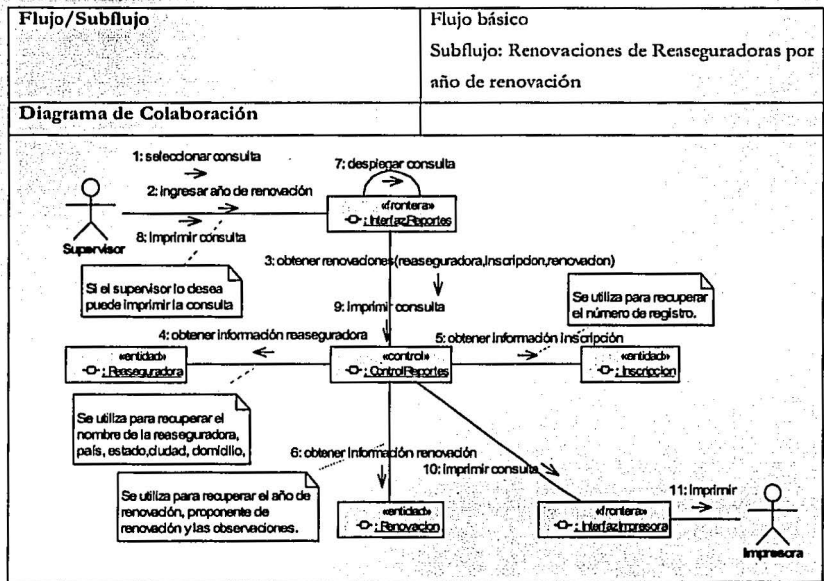 Flujo/Subflujo
Flujo básico
Subflujo: Renovaciones de Reaseguradoras por
año de renovación
Diagrama de Colaboración
1: seleccionar consulta
7: desplegar consulta
2: ingresar año de renovación
«frontera»
: InterfazReportes
8: imprimir consulta
Supervisor
3: obtener renovaciones(reaseguradora,inscripcion,renovacion)
Si el supervisor lo desea
puede imprimir la consulta
Se utiliza para recuperar
el número de registro.
9: imprimir consulta
4: obtener información reaseguradora
5: obtener información inscripción
«entidad»
: Reaseguradora
«control»
: ControlReportes
«entidad»
: Inscripcion
Se utiliza para recuperar el
nombre de la reaseguradora,
país, estado,ciudad, domicilio,
6: obtener información renovación
10: imprimir consulta
Se utiliza para recuperar el año de
renovación, proponente de
renovación y las observaciones.
«entidad»
: Renovacion
«frontera»
: InterfazImpresora
11: imprimir
Impresora